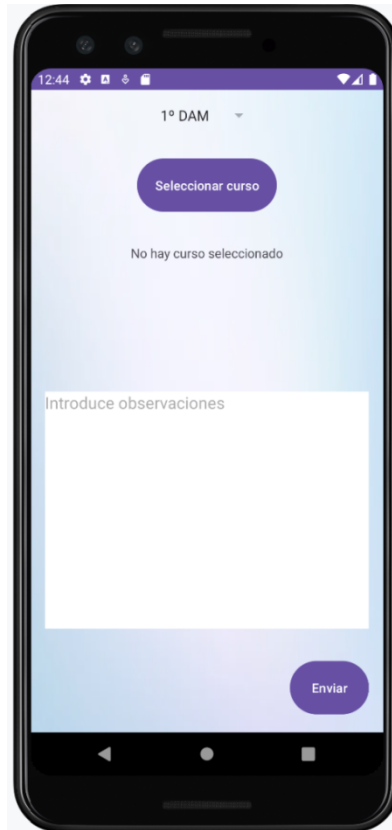 12:44
1º DAM
Seleccionar curso
No hay curso seleccionado
Introduce observaciones
Enviar